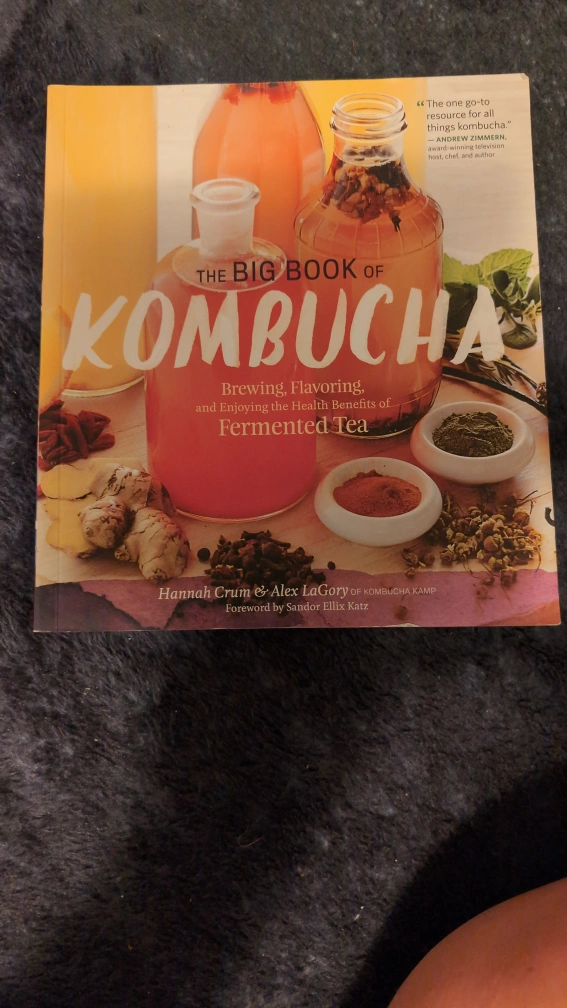 “The one go-to
resource for all
things kombucha.”
— ANDREW ZIMMERN,
award-winning television
host, chef, and author
THE BIG BOOK OF
KOMBUCHA
Brewing, Flavoring,
and Enjoying the Health Benefits of
Fermented Tea
Hannah Crum & Alex LaGory OF KOMBUCHA KAMP
Foreword by Sandor Ellix Katz